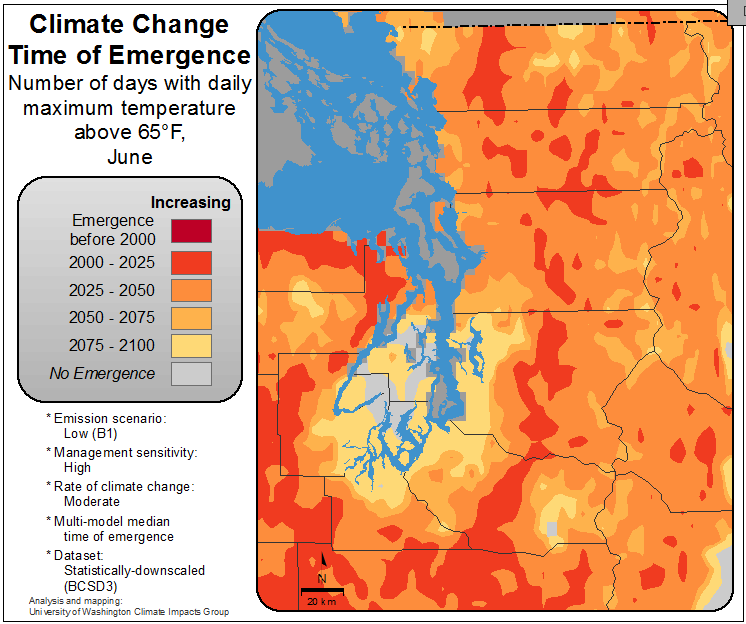 Climate Change
Time of Emergence
Number of days with daily
maximum temperature
above 65°F,
June
Increasing
Emergence
before 2000
2000 - 2025
2025 - 2050
2050 - 2075
2075 - 2100
No Emergence
* Emission scenario:
Low (B1)
* Management sensitivity:
High
* Rate of climate change:
Moderate
* Multi-model median
time of emergence
* Dataset:
Statistically-downscaled
(BCSD3)
Analysis and mapping:
University of Washington Climate Impacts Group
N
20 km